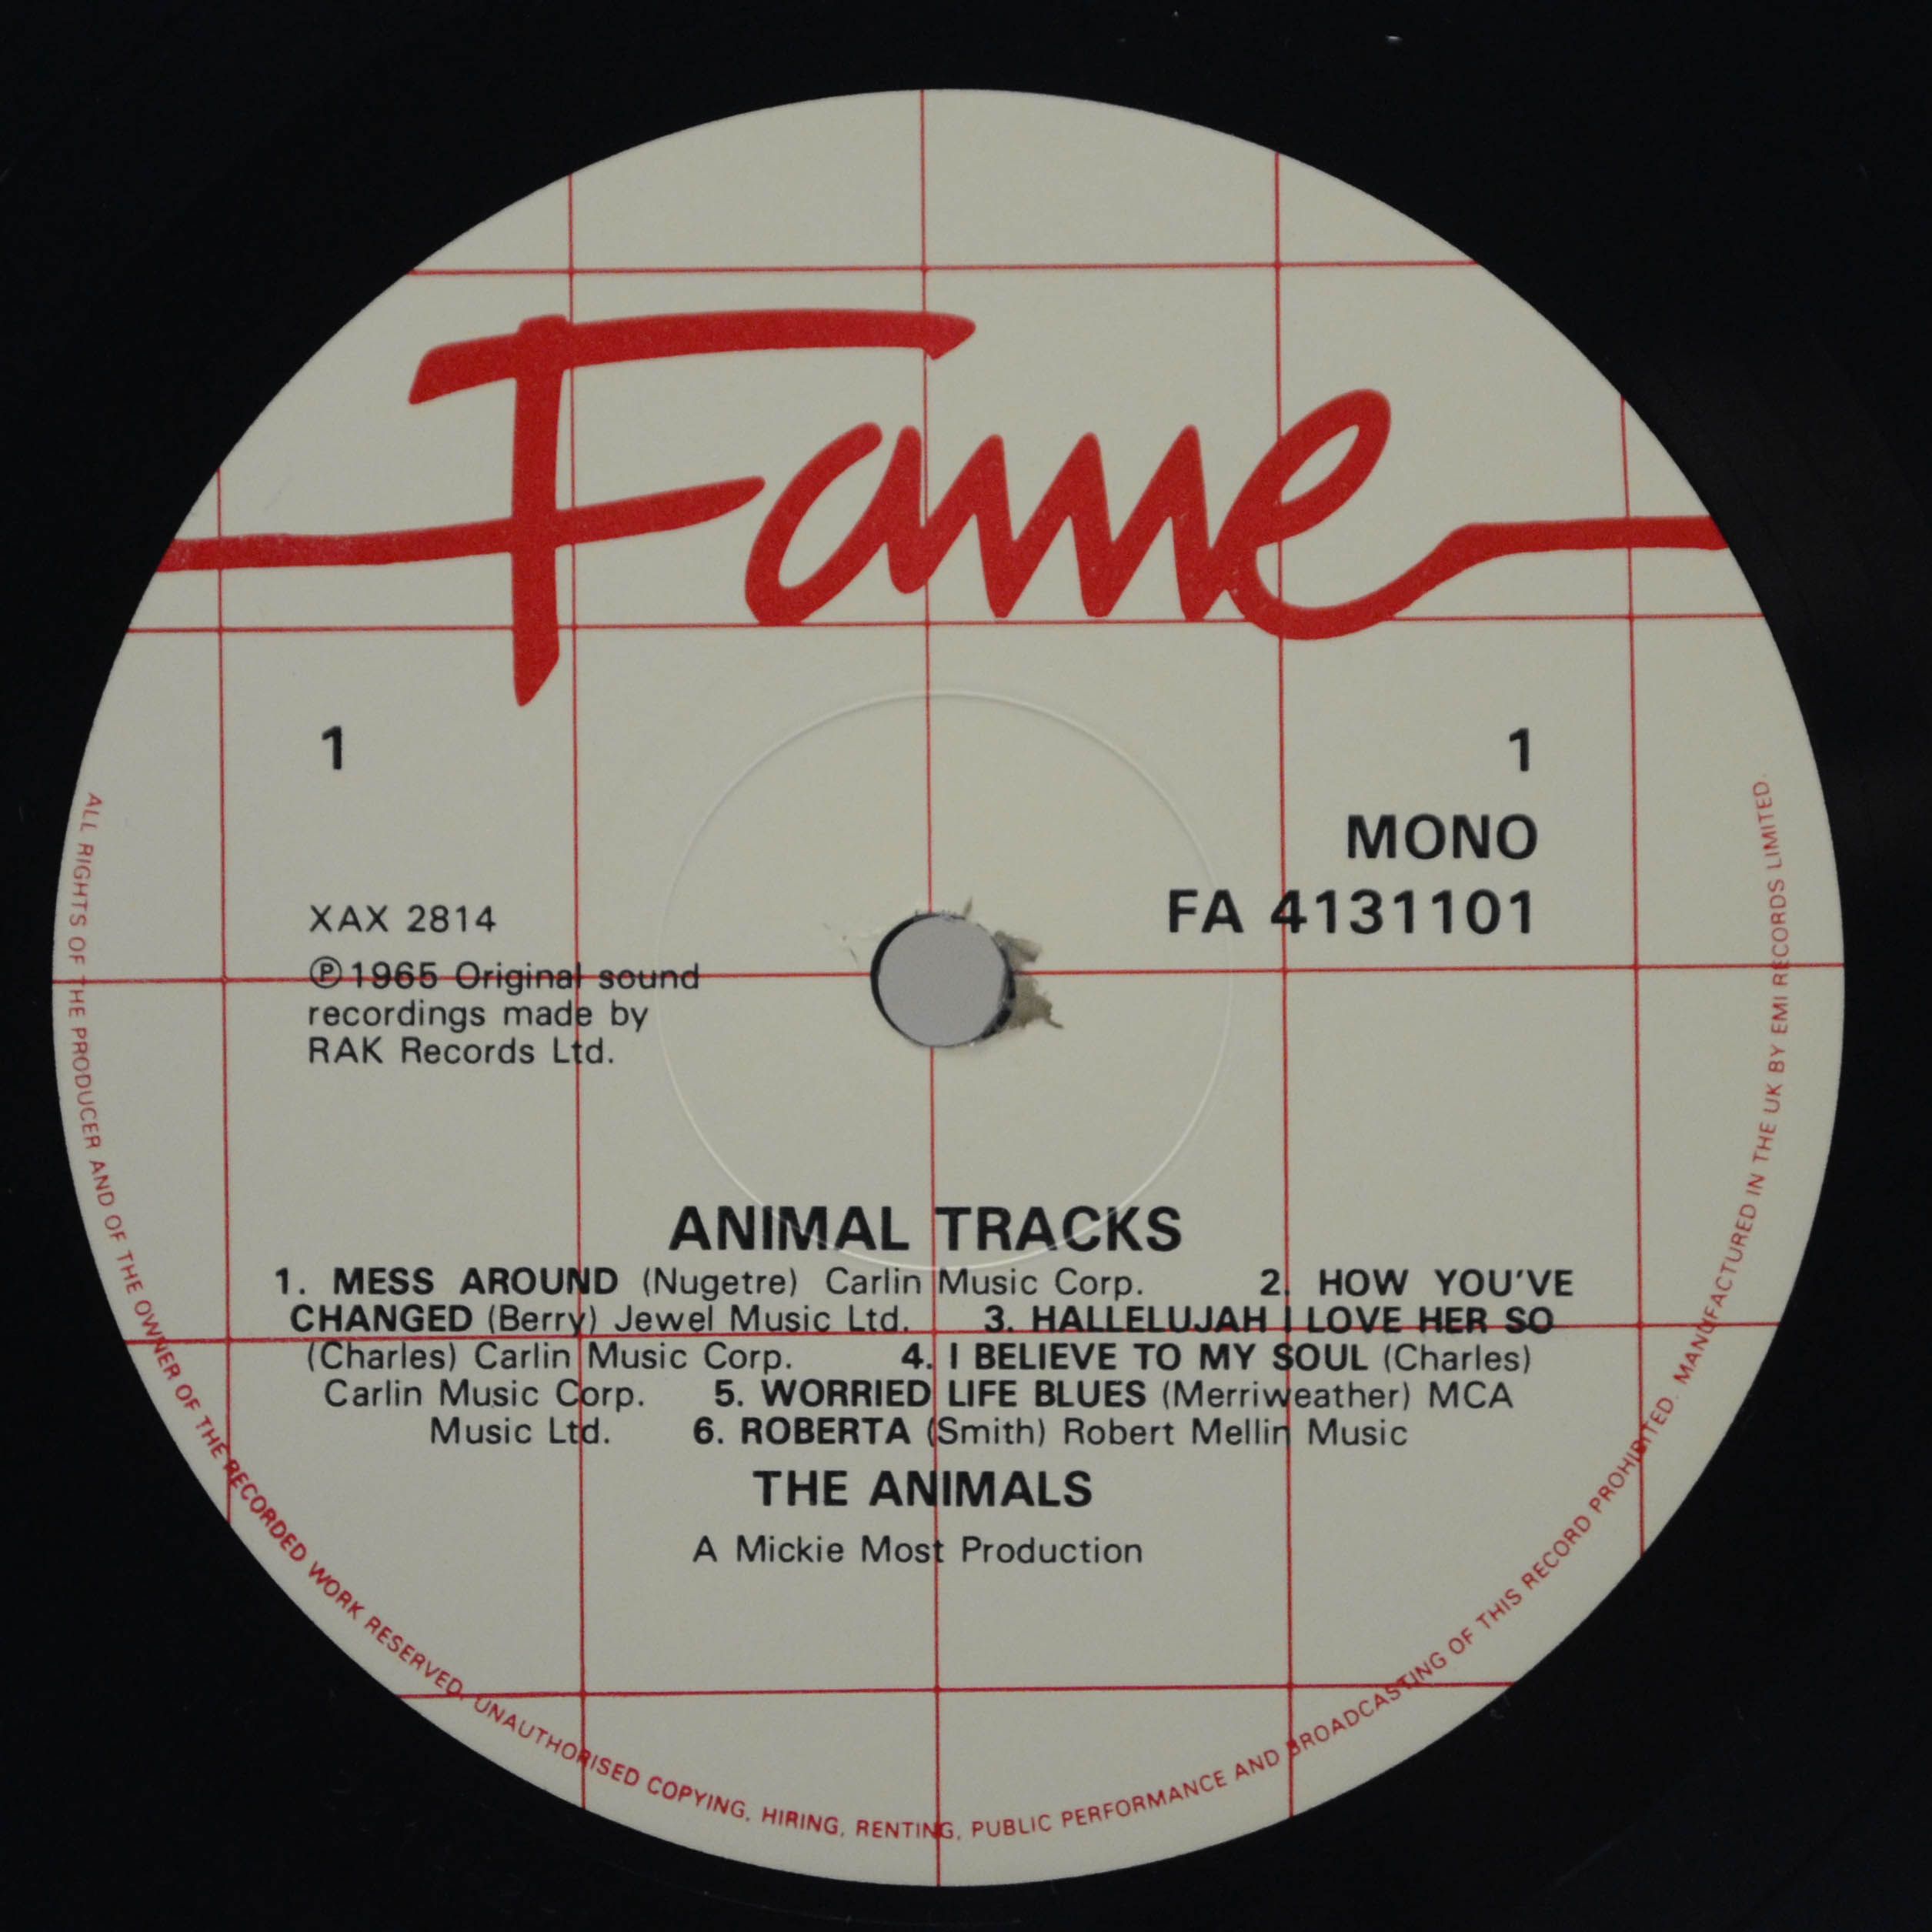 Fame
1
1
MONO
XAX 2814
FA 4131101
℗1965 Original sound
recordings made by
RAK Records Ltd.
ANIMAL TRACKS
1. MESS AROUND (Nugetre) Carlin Music Corp. 2. HOW YOU'VE
CHANGED (Berry) Jewel Music Ltd. 3. HALLELUJAH I LOVE HER SO
(Charles) Carlin Music Corp. 4. I BELIEVE TO MY SOUL (Charles)
Carlin Music Corp. 5. WORRIED LIFE BLUES (Merriweather) MCA
Music Ltd. 6. ROBERTA (Smith) Robert Mellin Music
THE ANIMALS
A Mickie Most Production
ALL RIGHTS OF THE PRODUCER AND OF THE OWNER OF THE RECORDED WORK RESERVED. UNAUTHORISED COPYING, HIRING, RENTING, PUBLIC PERFORMANCE AND BROADCASTING OF THIS RECORD PROHIBITED. MANUFACTURED IN THE UK BY EMI RECORDS LIMITED.